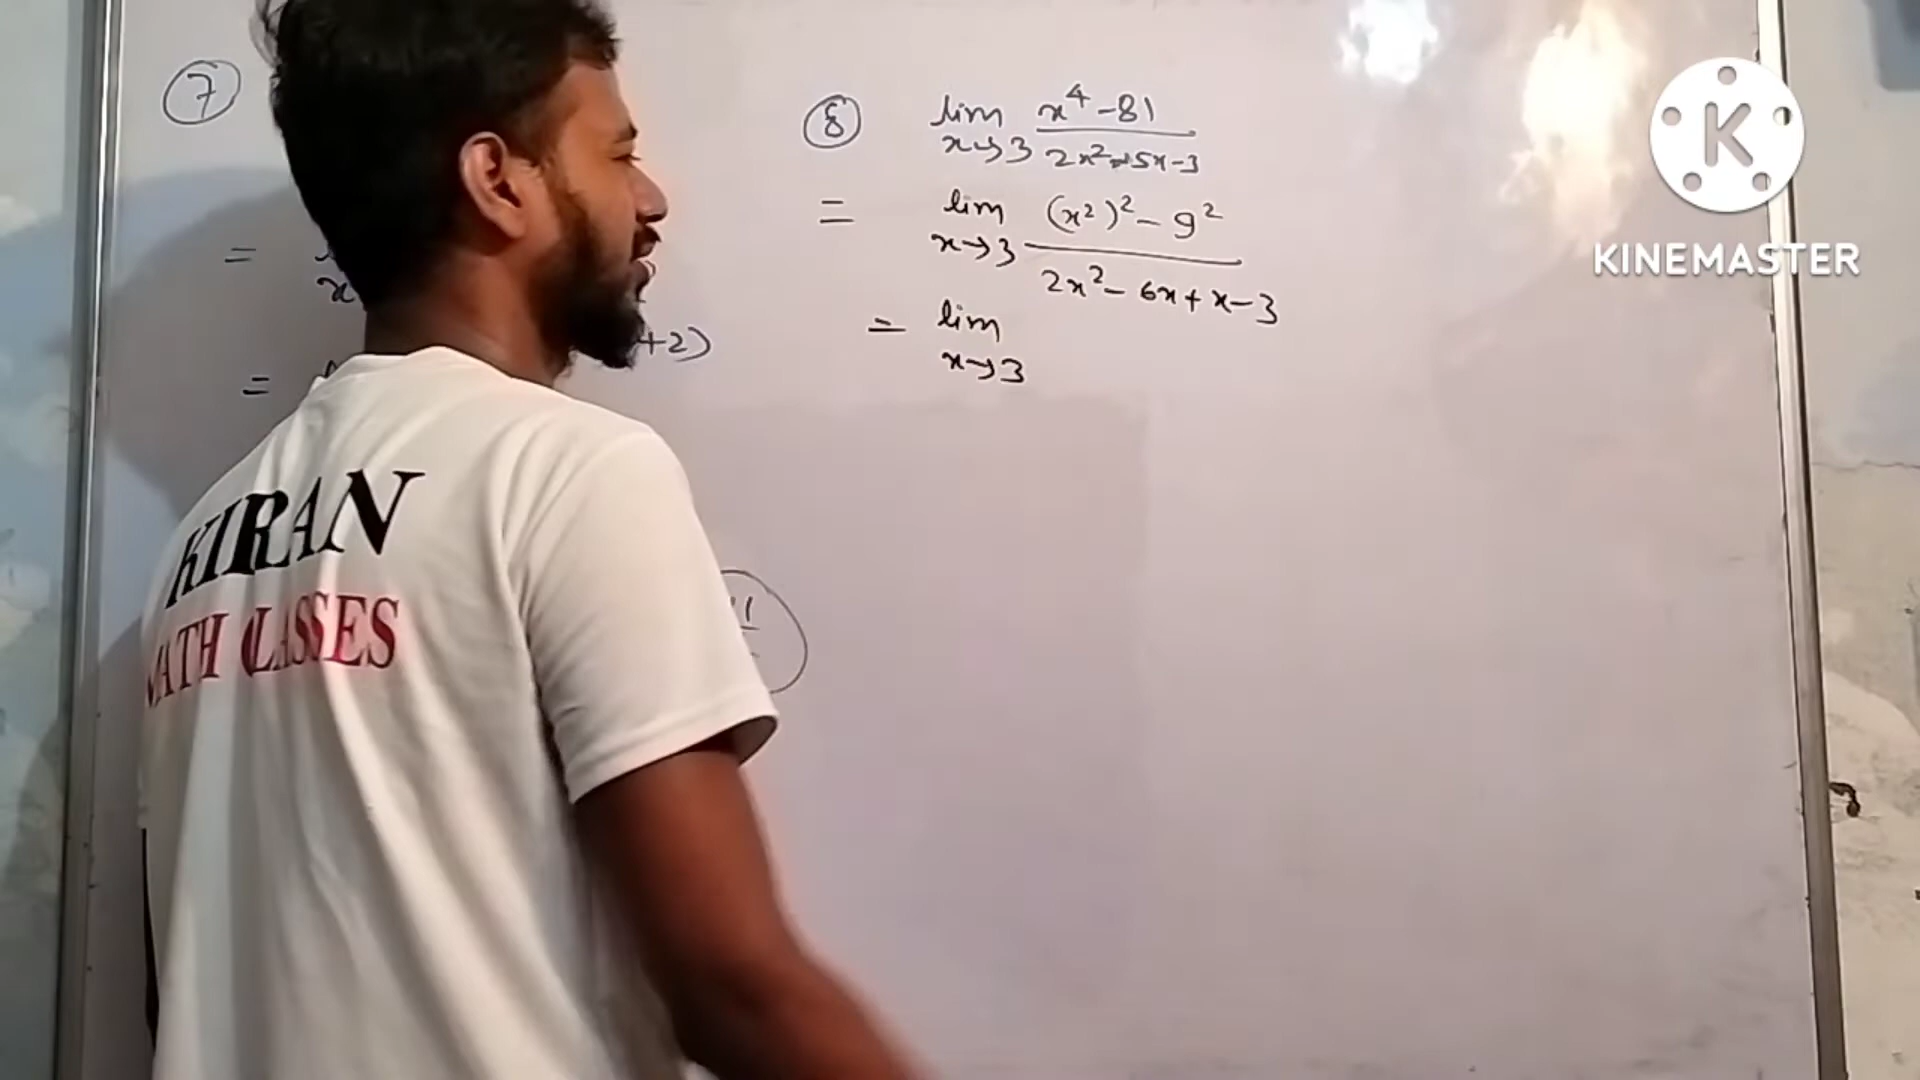 7
=
x
+2)
=
11
8 lim x→3 x⁴-81 / 2x²-5x-3
= lim x→3 (x²)²-9² / 2x²-6x+x-3
= lim x→3
KIRAN
MATH CLASSES
K
KINEMASTER